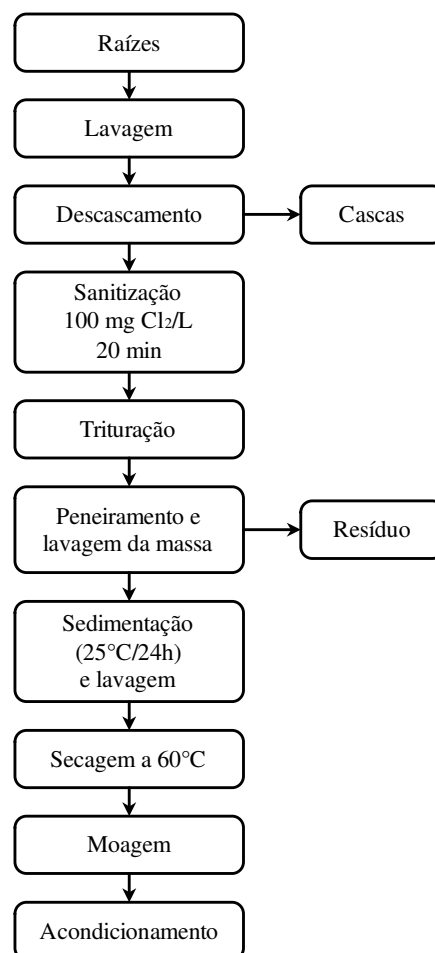 Raízes
Lavagem
Descascamento
Cascas
Sanitização
100 mg Cl₂/L
20 min
Trituração
Peneiramento e
lavagem da massa
Resíduo
Sedimentação
(25°C/24h)
e lavagem
Secagem a 60°C
Moagem
Acondicionamento